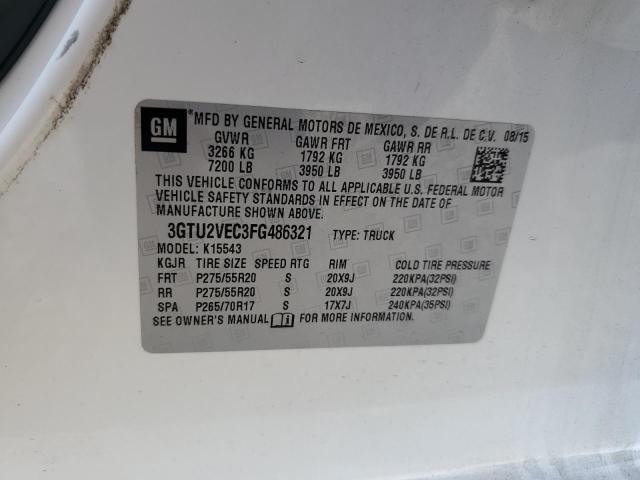 GM *MFD BY GENERAL MOTORS DE MEXICO, S. DE R.L. DE C.V. 08/15
GVWR GAWR FRT GAWR RR
3266 KG 1792 KG 1792 KG
7200 LB 3950 LB 3950 LB
THIS VEHICLE CONFORMS TO ALL APPLICABLE U.S. FEDERAL MOTOR
VEHICLE SAFETY STANDARDS IN EFFECT ON THE DATE OF
MANUFACTURE SHOWN ABOVE.
3GTU2VEC3FG486321 TYPE: TRUCK
MODEL: K15543
KGJR TIRE SIZE SPEED RTG RIM COLD TIRE PRESSURE
FRT P275/55R20 S 20X9J 220KPA(32PSI)
RR P275/55R20 S 20X9J 220KPA(32PSI)
SPA P265/70R17 S 17X7J 240KPA(35PSI)
SEE OWNER'S MANUAL i FOR MORE INFORMATION.